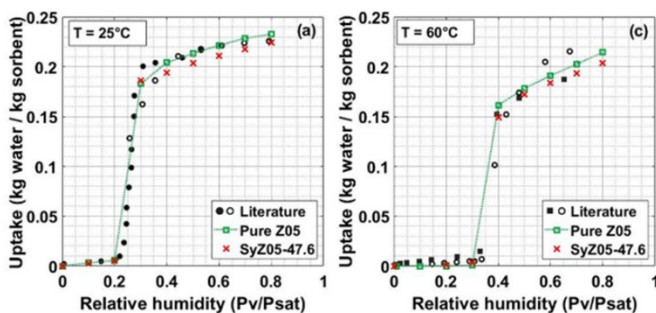 (a)
T = 25°C
0.25
0.2
0.15
0.1
0.05
0
Uptake (kg water / kg sorbent)
Literature
Pure Z05
SyZ05-47.6
0 0.2 0.4 0.6 0.8 1
Relative humidity (Pv/Psat)
(c)
T = 60°C
0.25
0.2
0.15
0.1
0.05
0
Uptake (kg water / kg sorbent)
Literature
Pure Z05
SyZ05-47.6
0 0.2 0.4 0.6 0.8 1
Relative humidity (Pv/Psat)